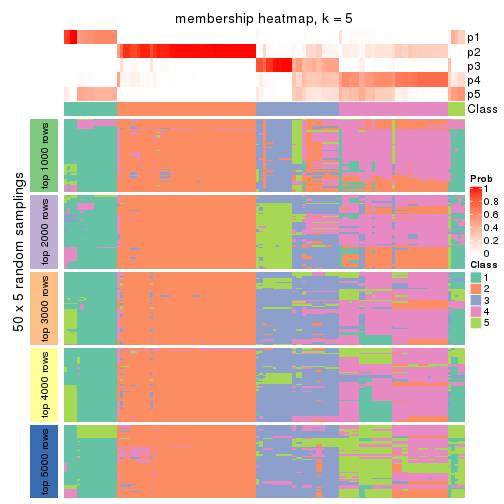 membership heatmap, k = 5
p1
p2
p3
p4
p5
Class
50 x 5 random samplings
top 1000 rows
top 2000 rows
top 3000 rows
top 4000 rows
top 5000 rows
Prob
1
0.8
0.6
0.4
0.2
0
Class
1
2
3
4
5